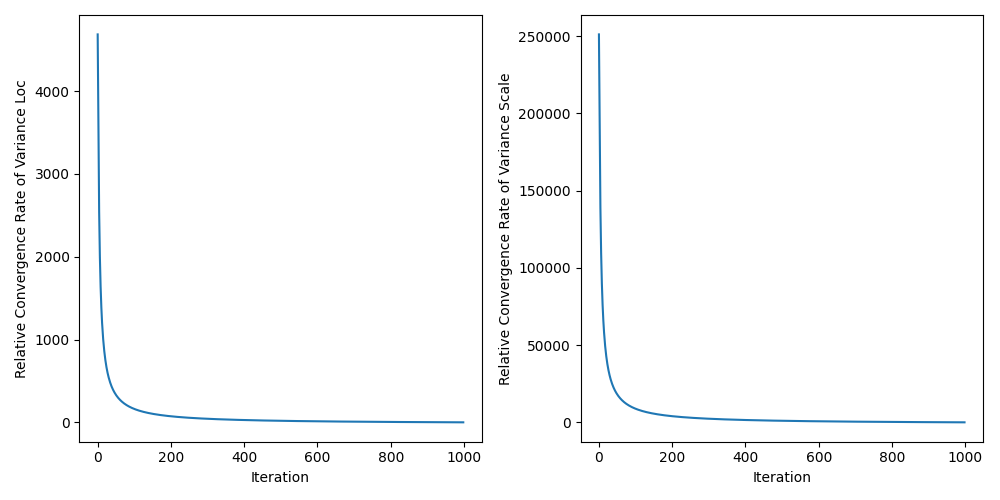 Relative Convergence Rate of Variance Loc
4000
3000
2000
1000
0
0 200 400 600 800 1000
Iteration
Relative Convergence Rate of Variance Scale
250000
200000
150000
100000
50000
0
0 200 400 600 800 1000
Iteration